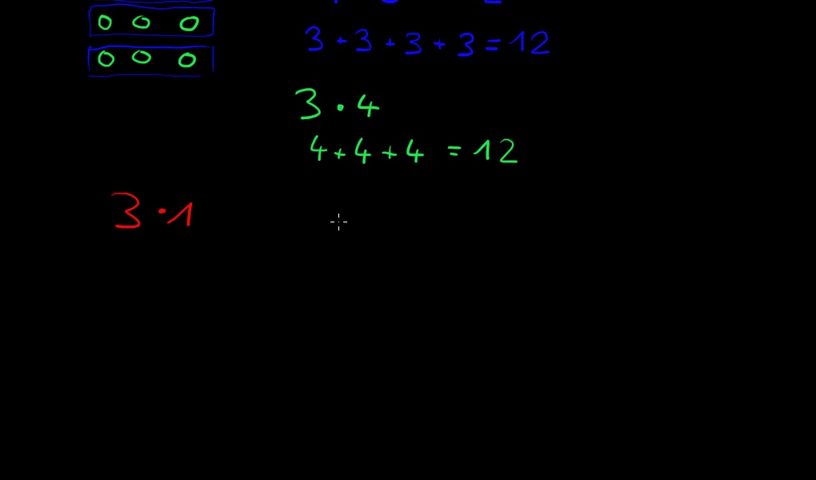 3 + 3 + 3 + 3 = 12
3 · 4
4 + 4 + 4 = 12
3 · 1